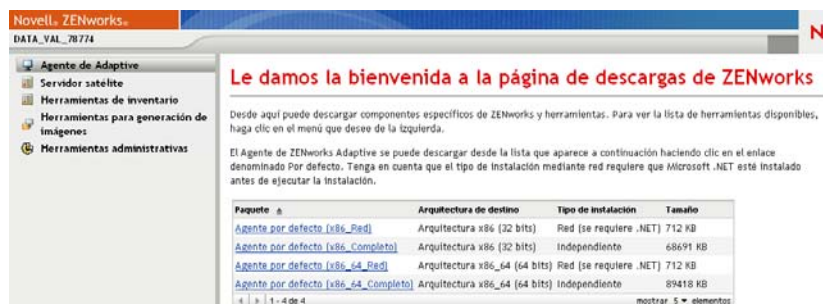 Novell® ZENworks®
DATA_VAL_78774
N
Agente de Adaptive
Servidor satélite
Herramientas de inventario
Herramientas para generación de
imágenes
Herramientas administrativas
Le damos la bienvenida a la página de descargas de ZENworks
Desde aquí puede descargar componentes específicos de ZENworks y herramientas. Para ver la lista de herramientas disponibles,
haga clic en el menú que desee de la izquierda.
El Agente de ZENworks Adaptive se puede descargar desde la lista que aparece a continuación haciendo clic en el enlace
denominado Por defecto. Tenga en cuenta que el tipo de instalación mediante red requiere que Microsoft .NET esté instalado
antes de ejecutar la instalación.
Paquete Arquitectura de destino Tipo de instalación Tamaño
Agente por defecto (x86_Red) Arquitectura x86 (32 bits) Red (se requiere .NET) 712 KB
Agente por defecto (x86_Completo) Arquitectura x86 (32 bits) Independiente 68691 KB
Agente por defecto (x86_64_Red) Arquitectura x86_64 (64 bits) Red (se requiere .NET) 712 KB
Agente por defecto (x86_64_Completo) Arquitectura x86_64 (64 bits) Independiente 89418 KB
1 - 4 de 4 mostrar 5 elementos